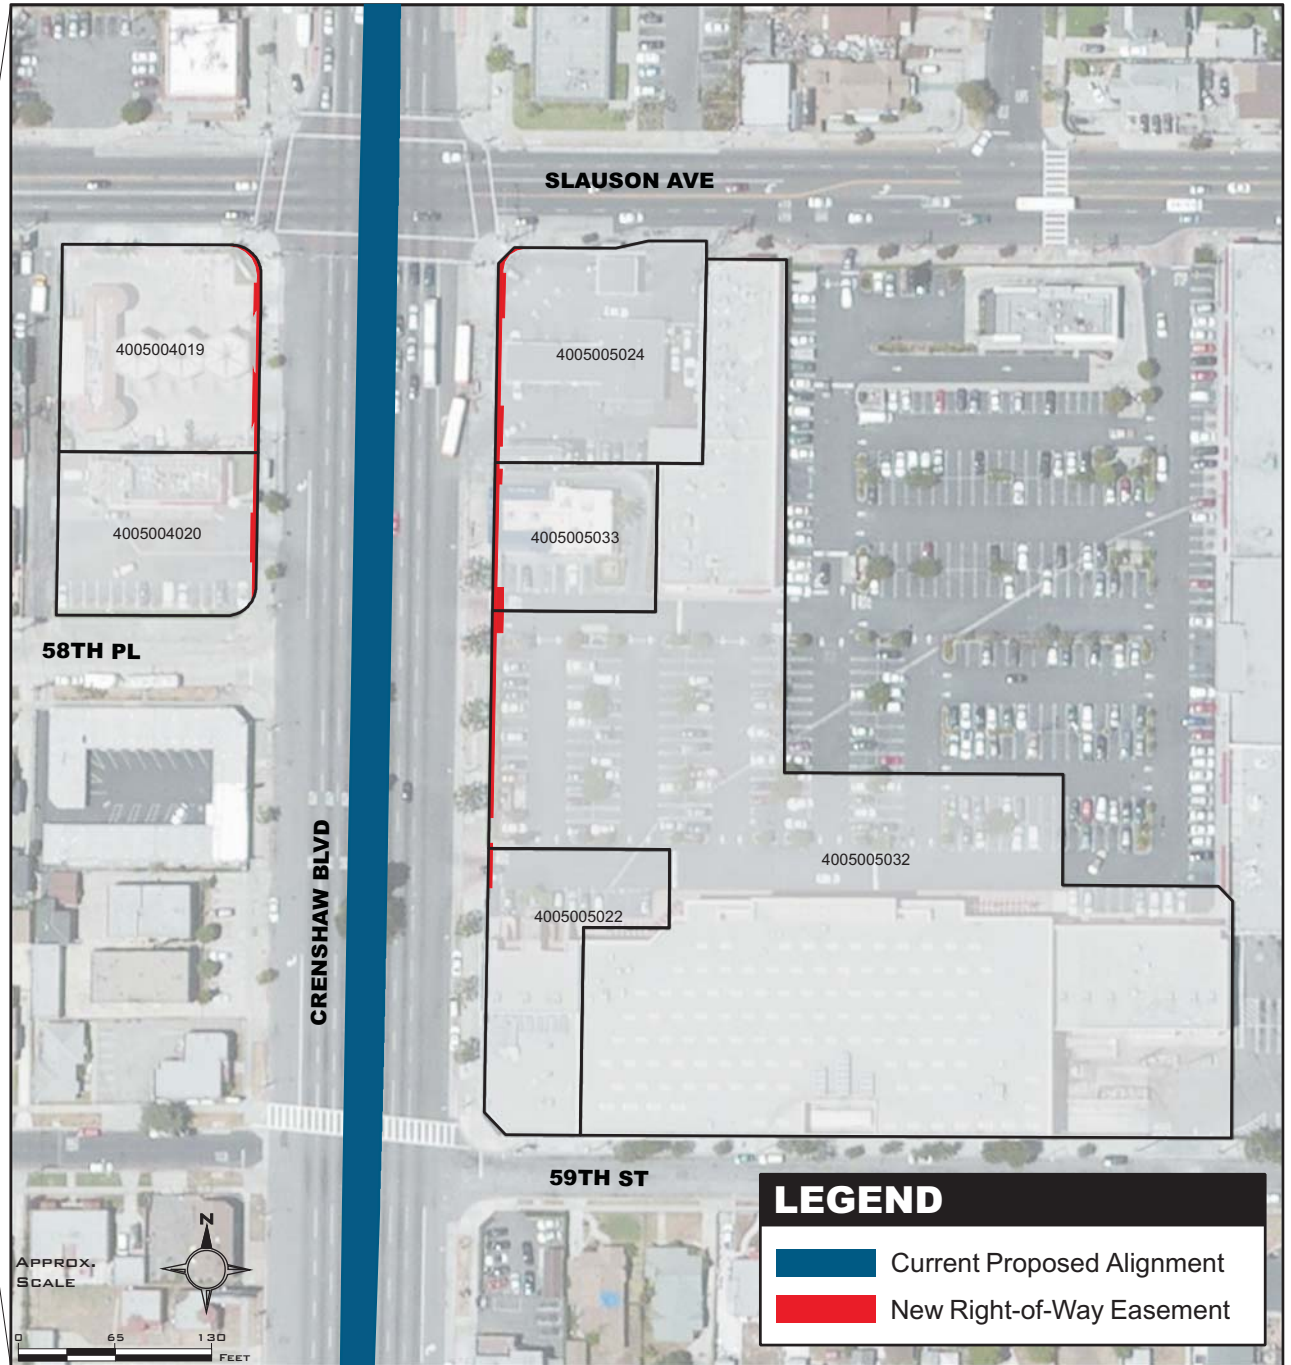 SLAUSON AVE
4005004019
4005005024
4005004020
4005005033
58TH PL
CRENSHAW BLVD
4005005032
4005005022
59TH ST
LEGEND
Current Proposed Alignment
New Right-of-Way Easement
N
APPROX.
SCALE
0 65 130
FEET